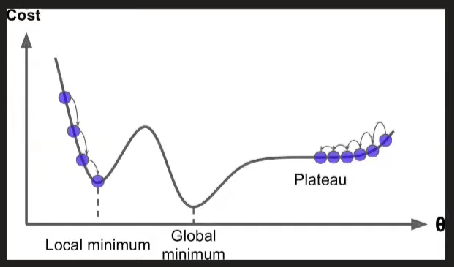 Cost
Plateau
θ
Local minimum
Global
minimum